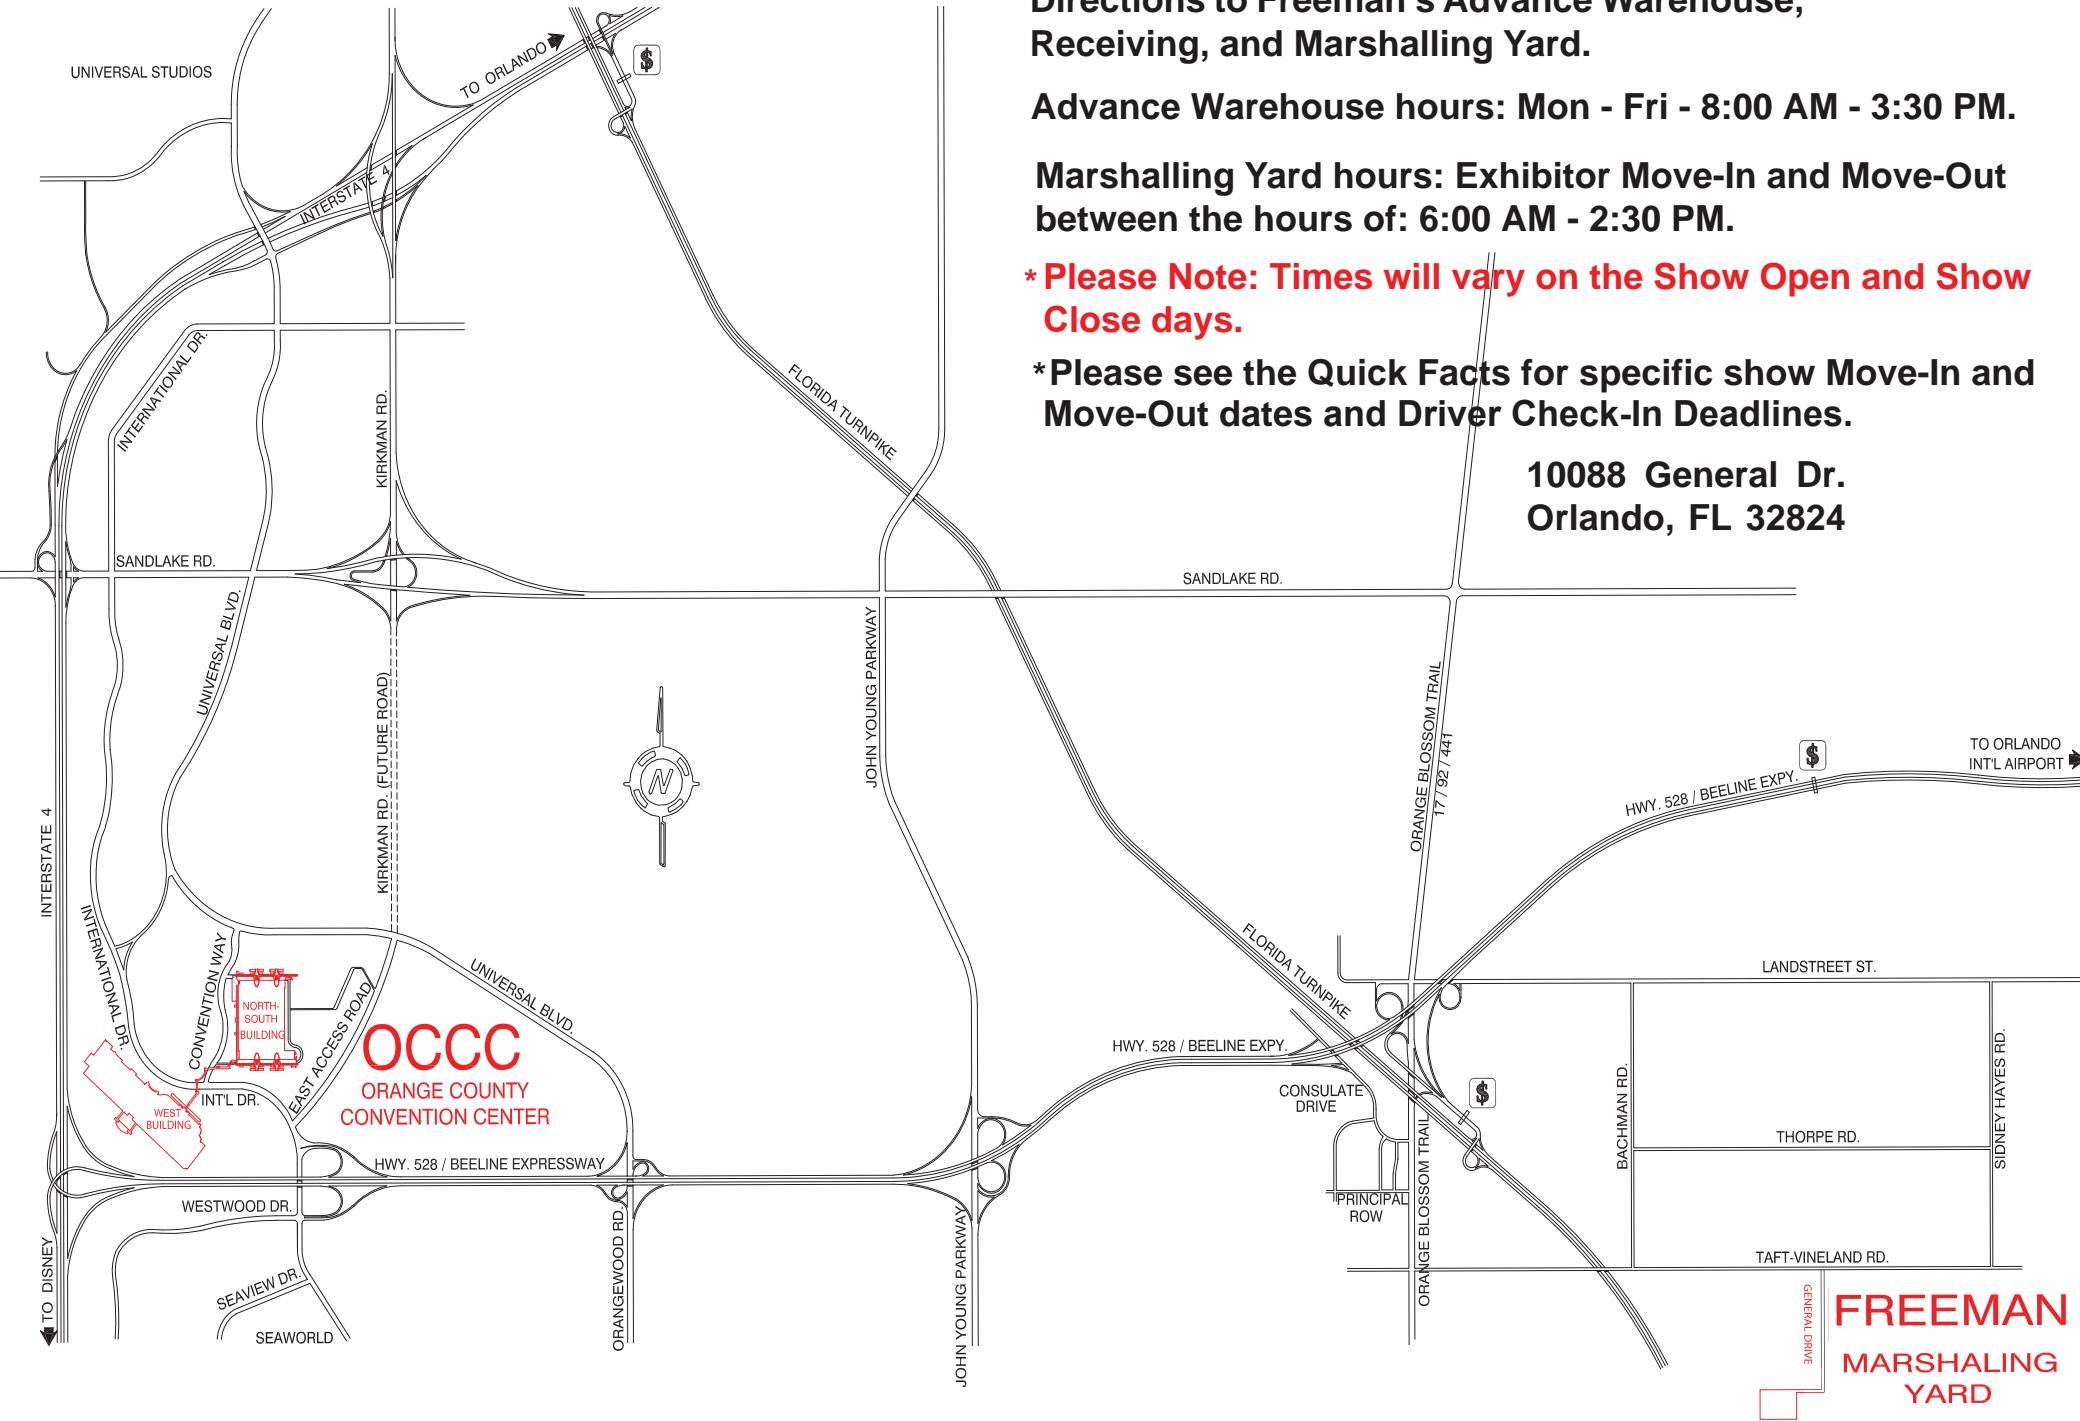 Directions to Freeman's Advance Warehouse,
Receiving, and Marshalling Yard.
Advance Warehouse hours: Mon - Fri - 8:00 AM - 3:30 PM.
Marshalling Yard hours: Exhibitor Move-In and Move-Out
between the hours of: 6:00 AM - 2:30 PM.
* Please Note: Times will vary on the Show Open and Show
Close days.
*Please see the Quick Facts for specific show Move-In and
Move-Out dates and Driver Check-In Deadlines.
10088 General Dr.
Orlando, FL 32824
UNIVERSAL STUDIOS
TO ORLANDO
$
INTERSTATE 4
INTERNATIONAL DR.
KIRKMAN RD.
FLORIDA TURNPIKE
SANDLAKE RD.
SANDLAKE RD.
UNIVERSAL BLVD.
JOHN YOUNG PARKWAY
KIRKMAN RD. (FUTURE ROAD)
N
ORANGE BLOSSOM TRAIL
17 / 92 / 441
$
TO ORLANDO
INT'L AIRPORT
HWY. 528 / BEELINE EXPY.
INTERSTATE 4
INTERNATIONAL DR.
CONVENTION WAY
NORTH-
SOUTH
BUILDING
EAST ACCESS ROAD
UNIVERSAL BLVD.
OCCC
ORANGE COUNTY
CONVENTION CENTER
WEST
BUILDING
INT'L DR.
FLORIDA TURNPIKE
LANDSTREET ST.
HWY. 528 / BEELINE EXPY.
CONSULATE
DRIVE
$
BACHMAN RD.
SIDNEY HAYES RD.
THORPE RD.
HWY. 528 / BEELINE EXPRESSWAY
WESTWOOD DR.
PRINCIPAL
ROW
ORANGE BLOSSOM TRAIL
ORANGEWOOD RD.
JOHN YOUNG PARKWAY
TO DISNEY
SEAVIEW DR.
SEAWORLD
TAFT-VINELAND RD.
GENERAL DRIVE
FREEMAN
MARSHALING
YARD